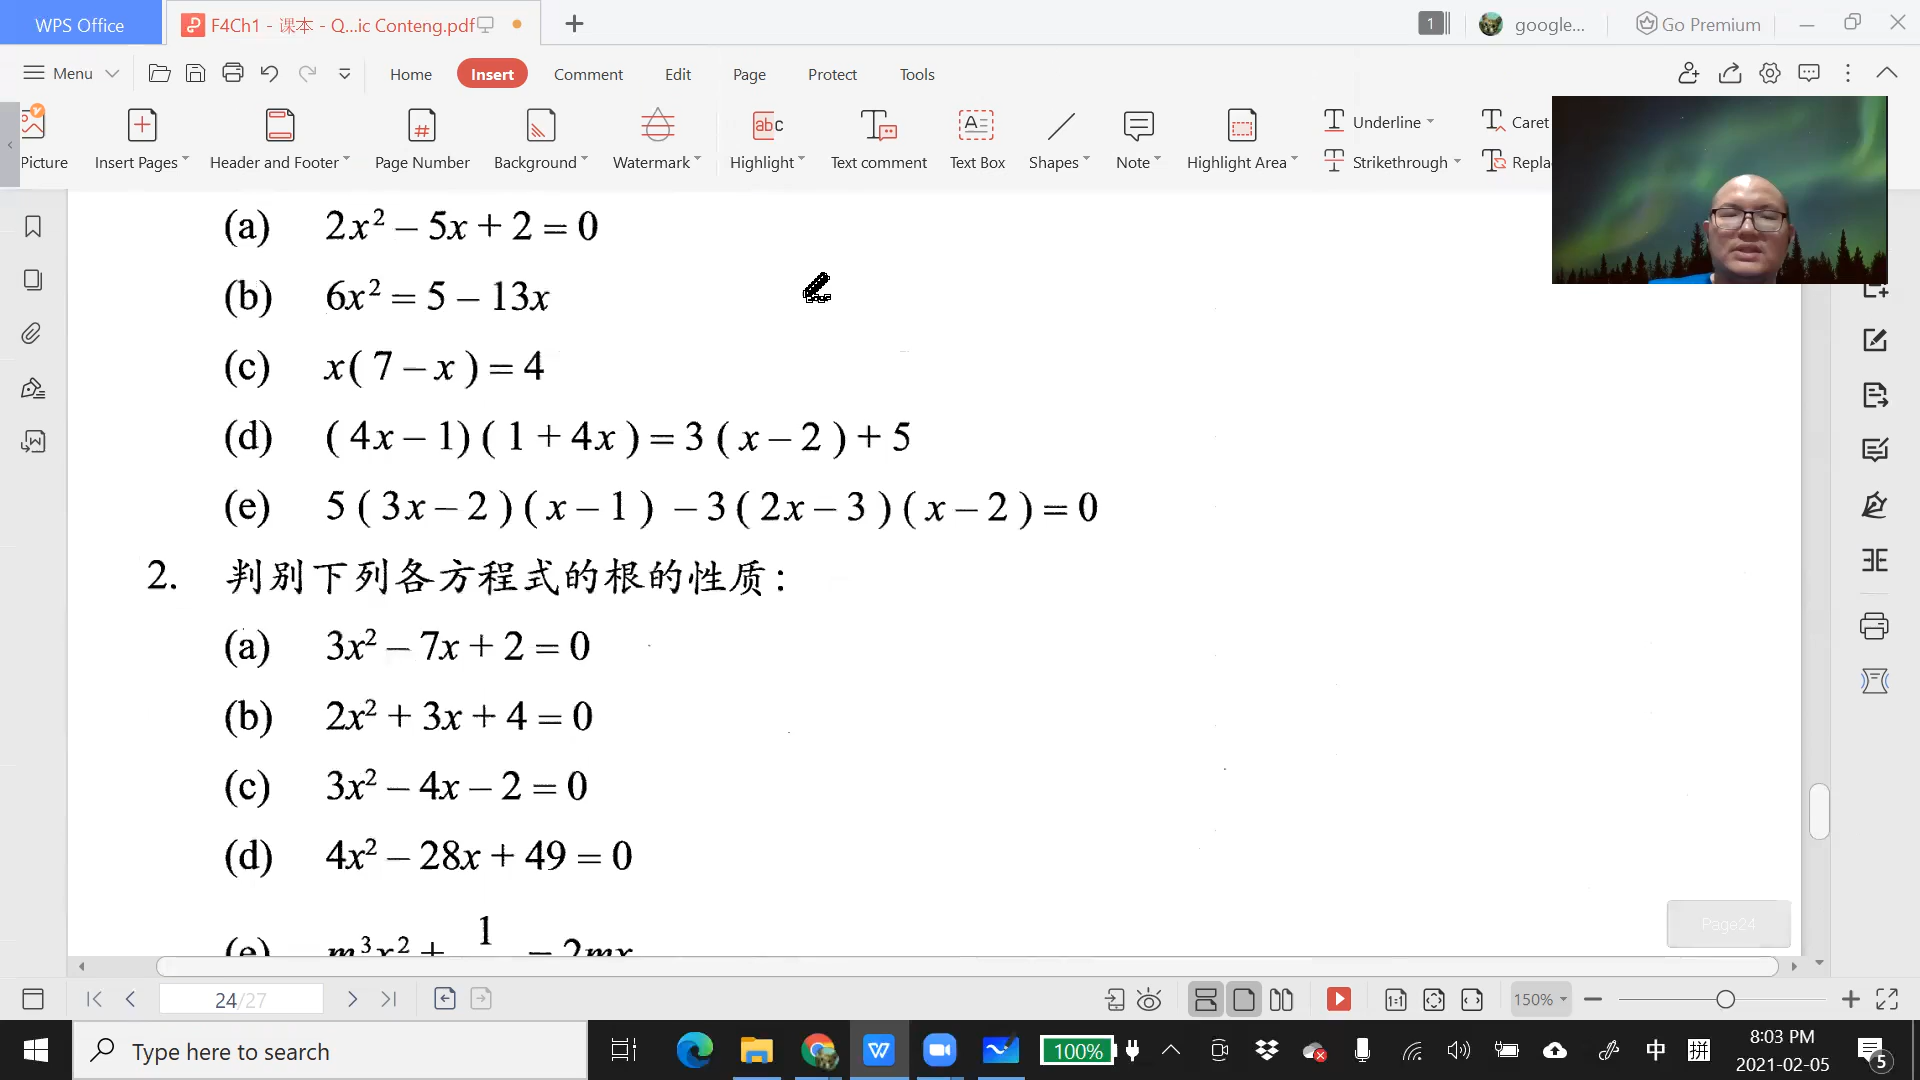 WPS Office F4Ch1 - 课本 - Q...ic Conteng.pdf 1 google... Go Premium
Menu Home Insert Comment Edit Page Protect Tools
Picture Insert Pages Header and Footer Page Number Background Watermark Highlight Text comment Text Box Shapes Note Highlight Area Underline Strikethrough Caret
(a) 2x² – 5x + 2 = 0
(b) 6x² = 5 – 13x
(c) x( 7 – x ) = 4
(d) ( 4x – 1) ( 1 + 4x ) = 3 ( x – 2 ) + 5
(e) 5 ( 3x – 2 ) ( x – 1 ) – 3 ( 2x – 3 ) ( x – 2 ) = 0
2. 判别下列各方程式的根的性质：
(a) 3x² – 7x + 2 = 0
(b) 2x² + 3x + 4 = 0
(c) 3x² – 4x – 2 = 0
(d) 4x² – 28x + 49 = 0
Page24
24/27 150%
Type here to search 100% 中 拼 8:03 PM
2021-02-05 5